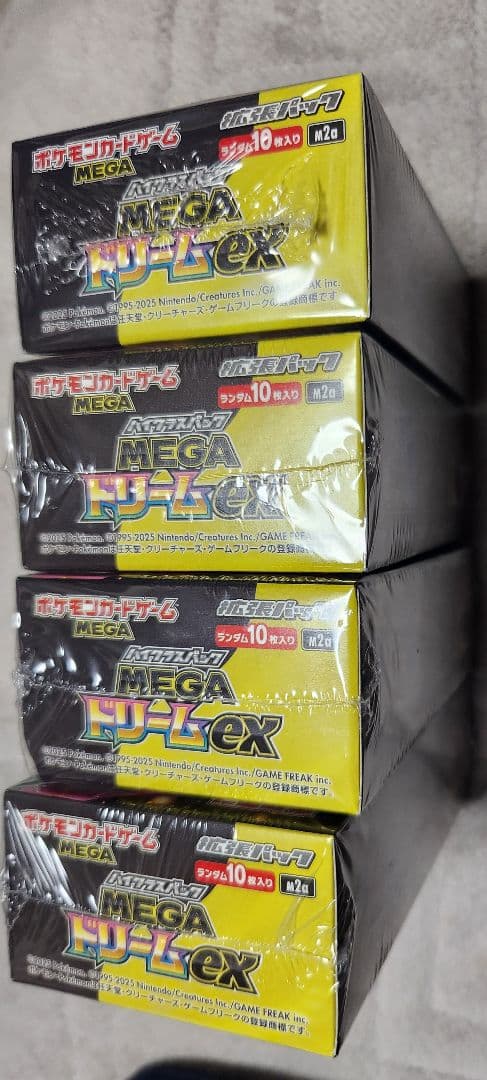 ポケモンカードゲーム
MEGA
拡張パック
ランダム10枚入り M2a
ハイクラスパック
MEGA
ドリームex
©2025 Pokémon. ©1995-2025 Nintendo/Creatures Inc./GAME FREAK inc.
ポケモン・Pokémonは任天堂・クリーチャーズ・ゲームフリークの登録商標です。
ポケモンカードゲーム
MEGA
拡張パック
ランダム10枚入り M2a
ハイクラスパック
MEGA
ドリームex
©2025 Pokémon. ©1995-2025 Nintendo/Creatures Inc./GAME FREAK inc.
ポケモン・Pokémonは任天堂・クリーチャーズ・ゲームフリークの登録商標です。
ポケモンカードゲーム
MEGA
拡張パック
ランダム10枚入り M2a
ハイクラスパック
MEGA
ドリームex
©2025 Pokémon. ©1995-2025 Nintendo/Creatures Inc./GAME FREAK inc.
ポケモン・Pokémonは任天堂・クリーチャーズ・ゲームフリークの登録商標です。
ポケモンカードゲーム
MEGA
拡張パック
ランダム10枚入り M2a
ハイクラスパック
MEGA
ドリームex
©2025 Pokémon. ©1995-2025 Nintendo/Creatures Inc./GAME FREAK inc.
ポケモン・Pokémonは任天堂・クリーチャーズ・ゲームフリークの登録商標です。